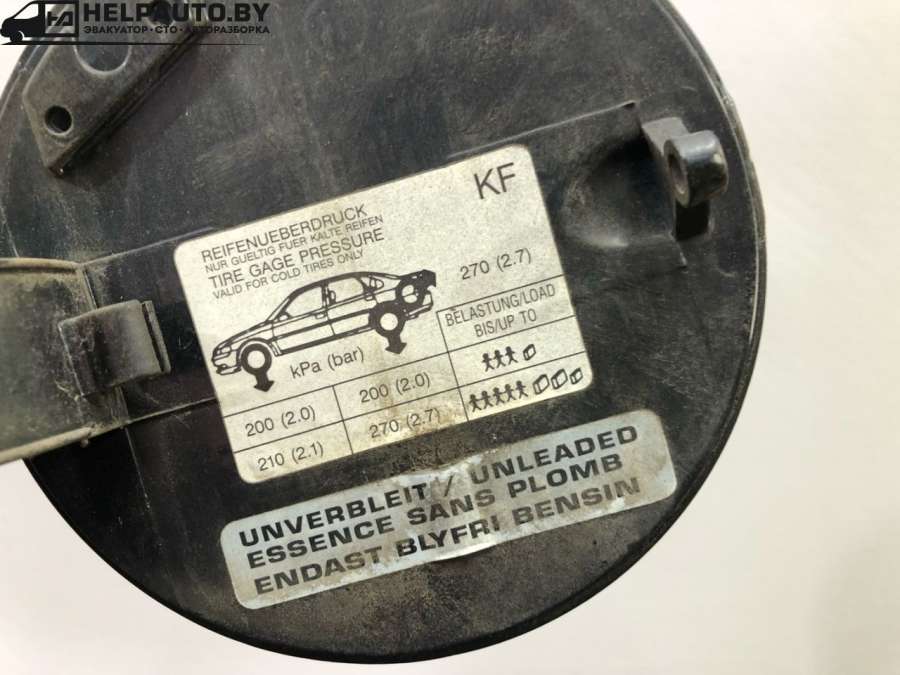 HELPAUTO.BY
ЭВАКУАТОР·СТО·АВТОРАЗБОРКА
HA
KF
REIFENUEBERDRUCK
NUR GUELTIG FUER KALTE REIFEN
TIRE GAGE PRESSURE
VALID FOR COLD TIRES ONLY
270 (2.7)
BELASTUNG/LOAD
BIS/UP TO
kPa (bar)
200 (2.0) 200 (2.0)
210 (2.1) 270 (2.7)
UNVERBLEIT / UNLEADED
ESSENCE SANS PLOMB
ENDAST BLYFRI BENSIN